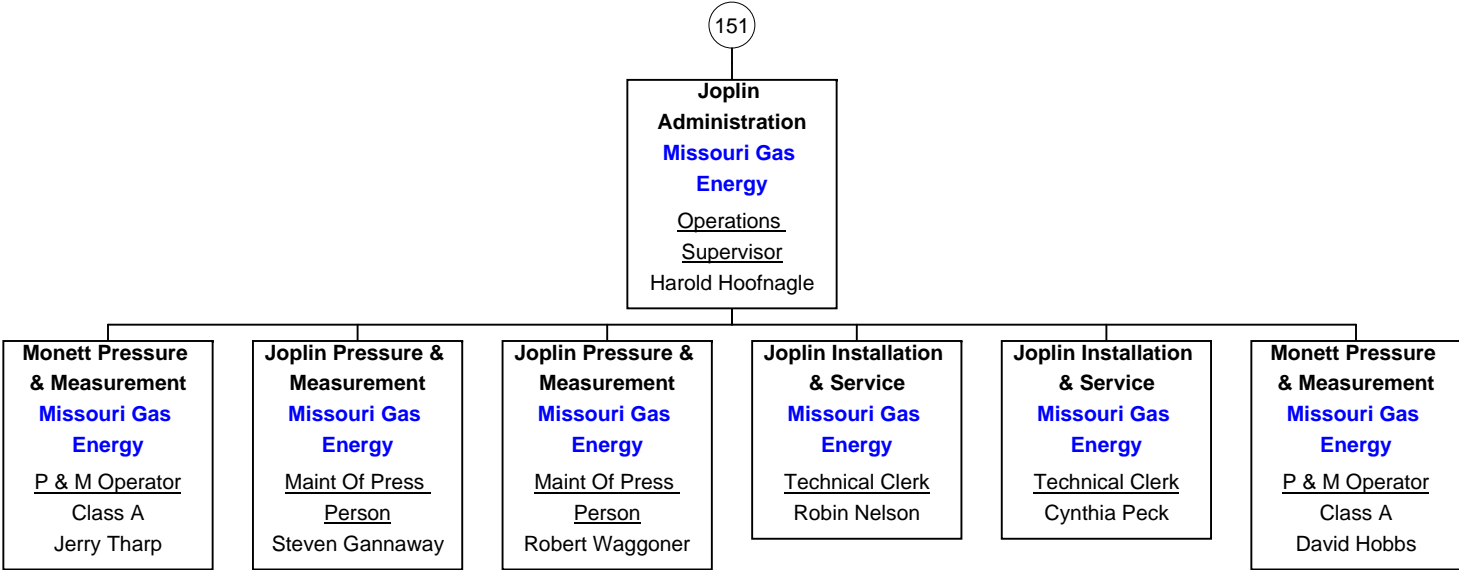 151
Joplin
Administration
Missouri Gas
Energy
Operations
Supervisor
Harold Hoofnagle
Monett Pressure
& Measurement
Missouri Gas
Energy
P & M Operator
Class A
Jerry Tharp
Joplin Pressure &
Measurement
Missouri Gas
Energy
Maint Of Press
Person
Steven Gannaway
Joplin Pressure &
Measurement
Missouri Gas
Energy
Maint Of Press
Person
Robert Waggoner
Joplin Installation
& Service
Missouri Gas
Energy
Technical Clerk
Robin Nelson
Joplin Installation
& Service
Missouri Gas
Energy
Technical Clerk
Cynthia Peck
Monett Pressure
& Measurement
Missouri Gas
Energy
P & M Operator
Class A
David Hobbs